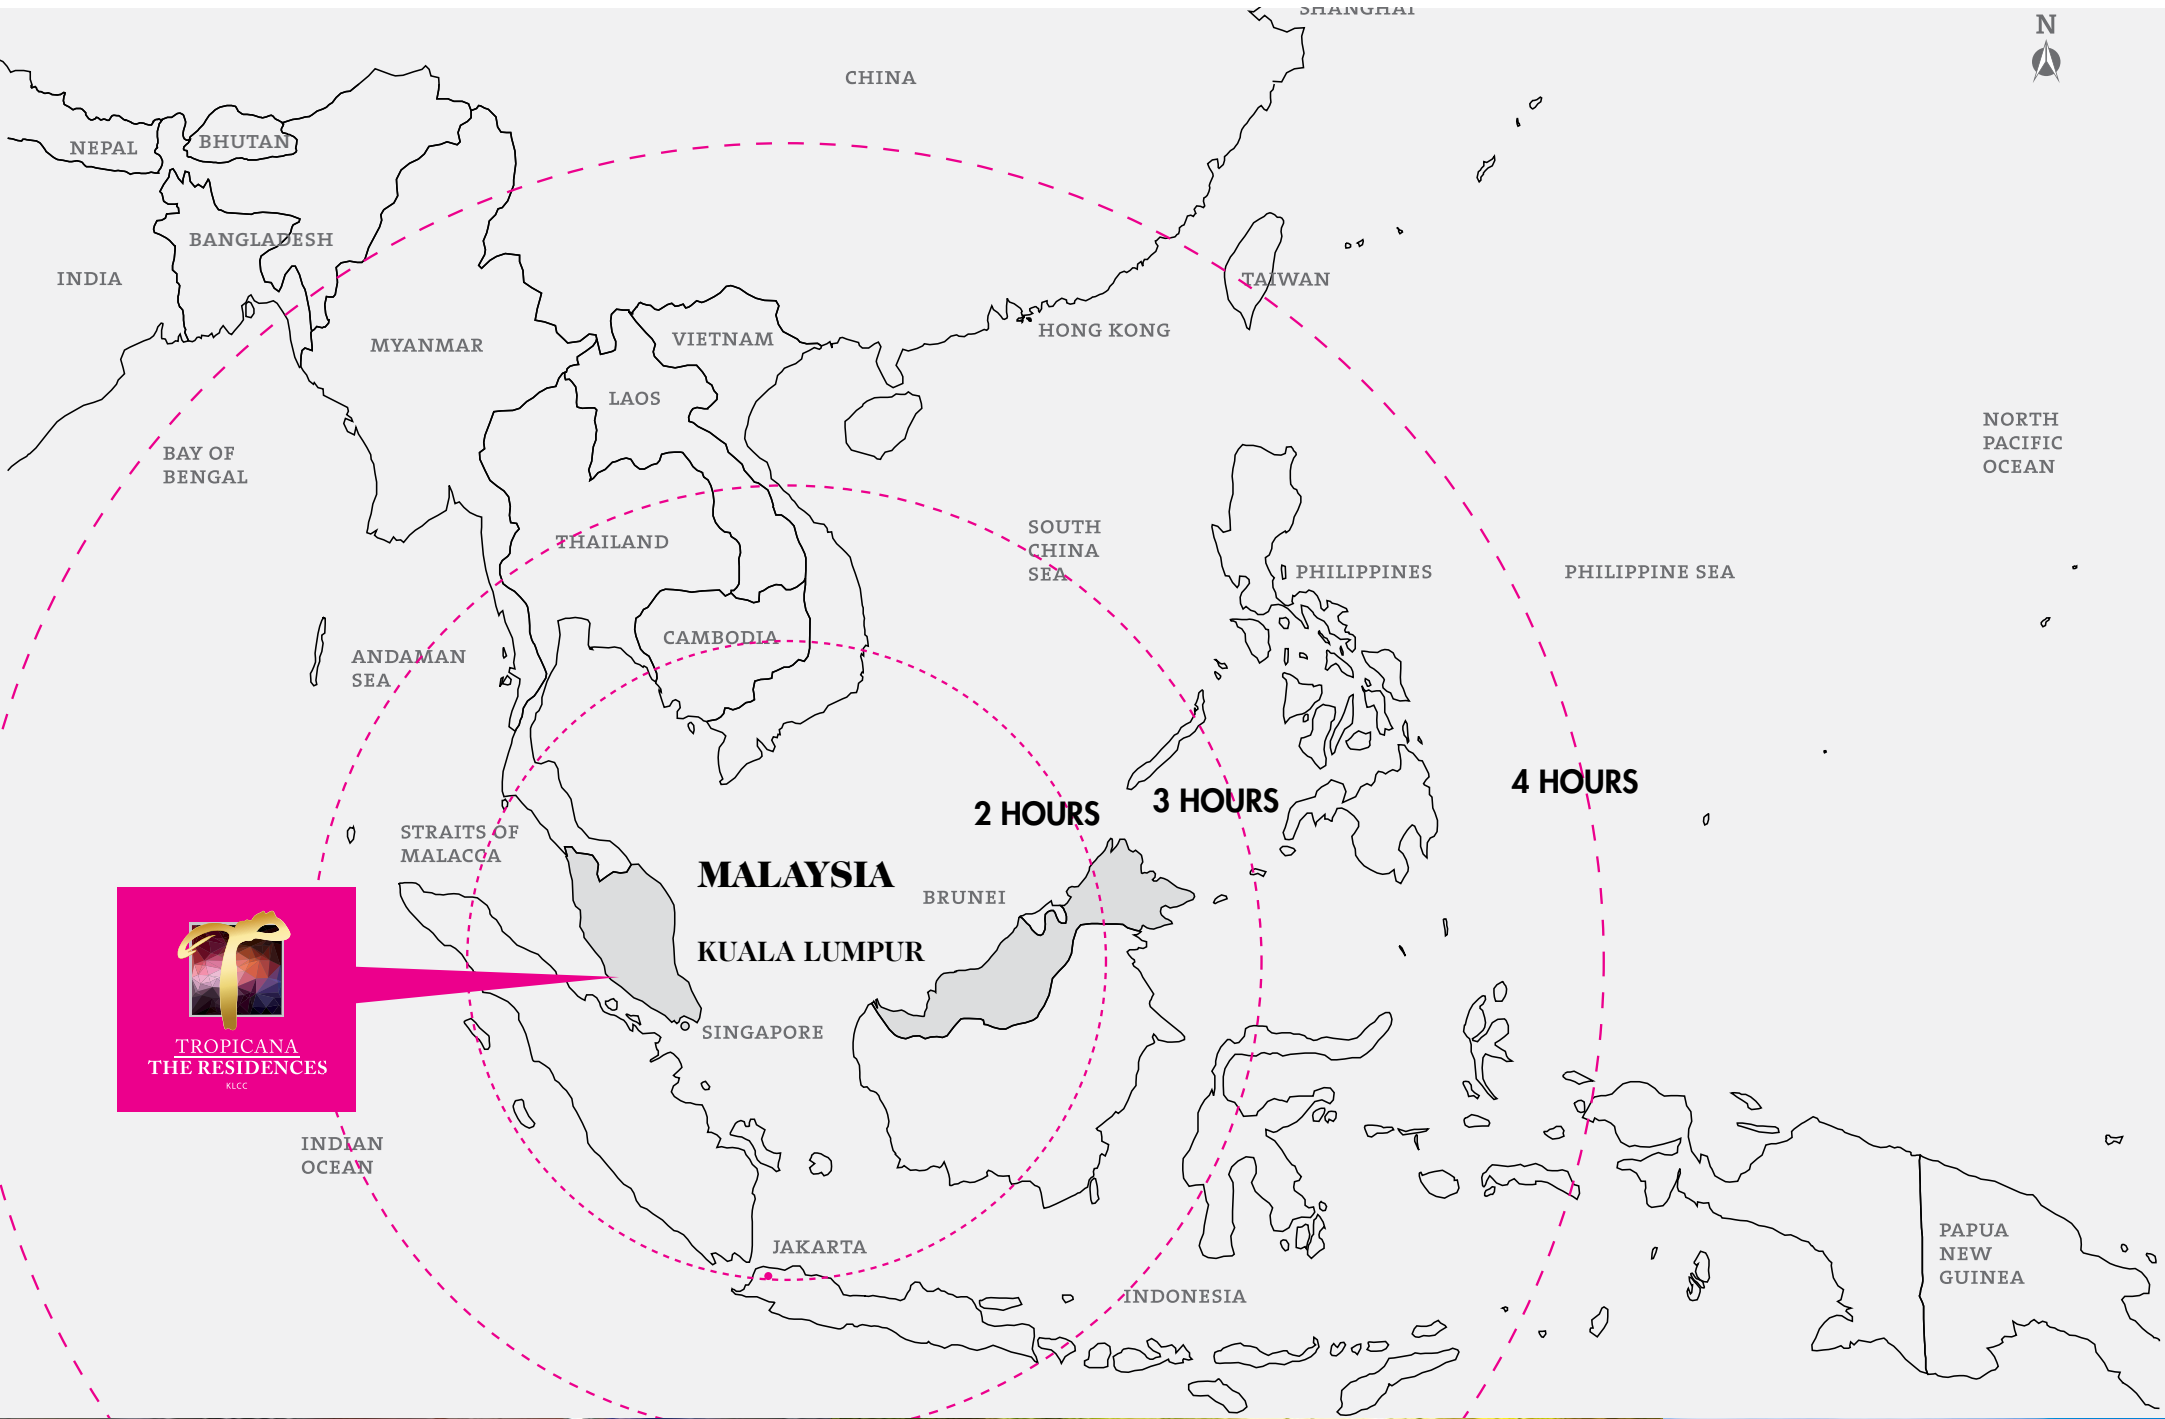 SHANGHAI
N
CHINA
NEPAL
BHUTAN
BANGLADESH
INDIA
TAIWAN
HONG KONG
VIETNAM
MYANMAR
LAOS
NORTH
PACIFIC
OCEAN
BAY OF
BENGAL
SOUTH
CHINA
SEA
THAILAND
PHILIPPINES
PHILIPPINE SEA
CAMBODIA
ANDAMAN
SEA
4 HOURS
3 HOURS
2 HOURS
STRAITS OF
MALACCA
MALAYSIA
BRUNEI
KUALA LUMPUR
SINGAPORE
TROPICANA
THE RESIDENCES
KLCC
INDIAN
OCEAN
JAKARTA
INDONESIA
PAPUA
NEW
GUINEA